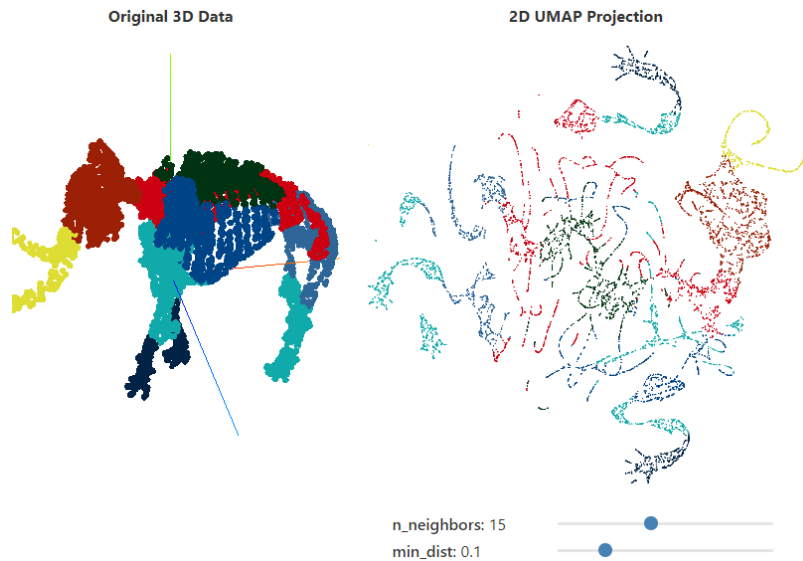 Original 3D Data
2D UMAP Projection
n_neighbors: 15
min_dist: 0.1